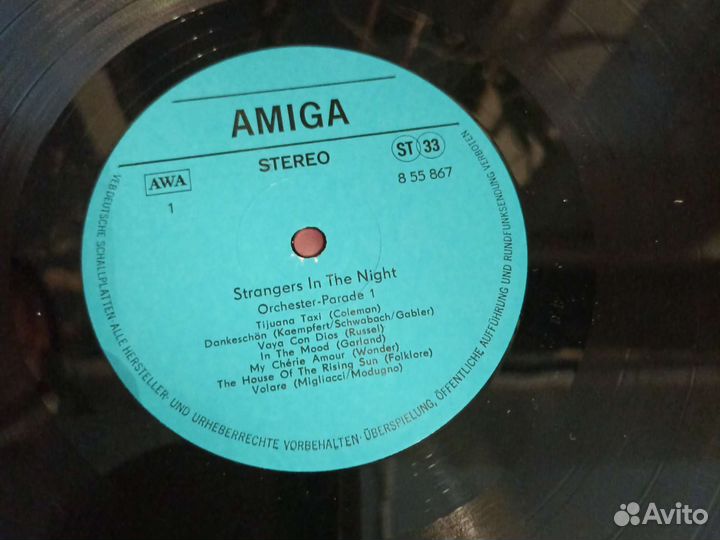 AMIGA
STEREO
ST 33
AWA
8 55 867
1
Strangers In The Night
Orchester-Parade 1
Tijuana Taxi (Coleman)
Dankeschön (Kaempfert/Schwabach/Gabler)
Vaya Con Dios (Russel)
In The Mood (Garland)
My Chérie Amour (Wonder)
The House Of The Rising Sun (Folklore)
Volare (Migliacci/Modugno)
VEB DEUTSCHE SCHALLPLATTEN ALLE HERSTELLER- UND URHEBERRECHTE VORBEHALTEN · ÜBERSPIELUNG, ÖFFENTLICHE AUFFÜHRUNG UND RUNDFUNKSENDUNG VERBOTEN
Avito